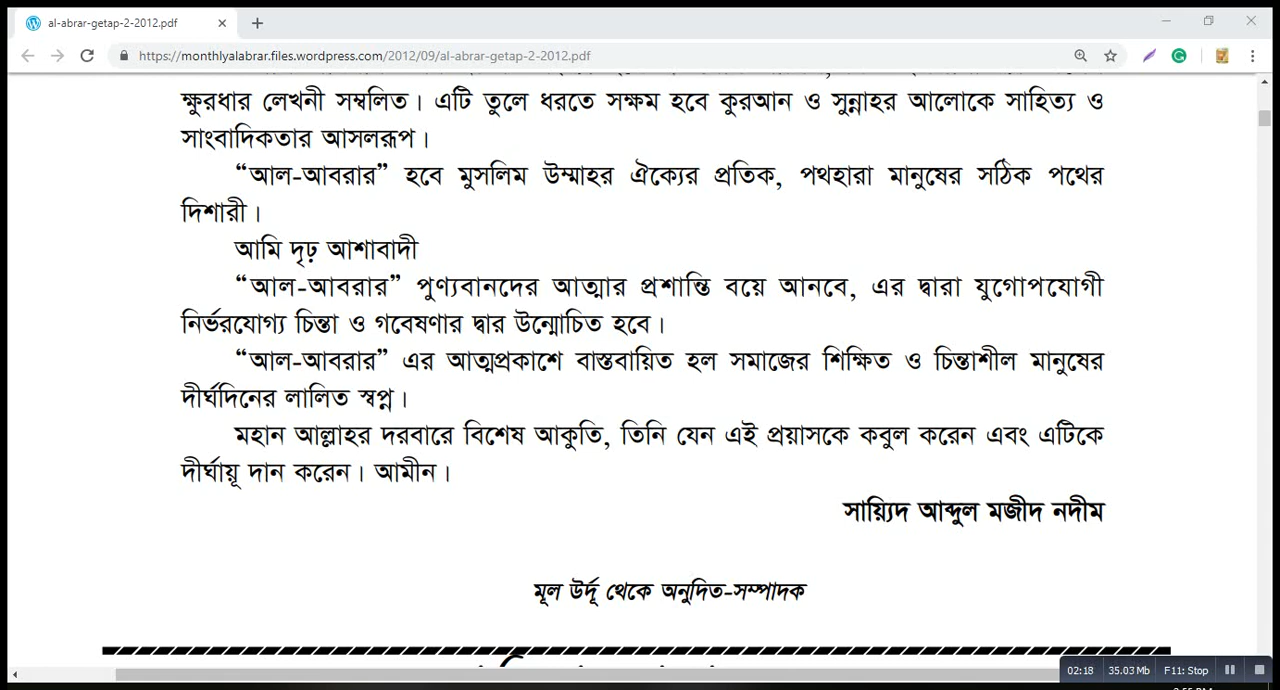 al-abrar-getap-2-2012.pdf
https://monthlyalabrar.files.wordpress.com/2012/09/al-abrar-getap-2-2012.pdf
ক্ষুরধার লেখনী সম্বলিত। এটি তুলে ধরতে সক্ষম হবে কুরআন ও সুন্নাহর আলোকে সাহিত্য ও
সাংবাদিকতার আসলরূপ।
“আল-আবরার” হবে মুসলিম উম্মাহর ঐক্যের প্রতিক, পথহারা মানুষের সঠিক পথের
দিশারী।
আমি দৃঢ় আশাবাদী
“আল-আবরার” পুণ্যবানদের আত্মার প্রশান্তি বয়ে আনবে, এর দ্বারা যুগোপযোগী
নির্ভরযোগ্য চিন্তা ও গবেষণার দ্বার উন্মোচিত হবে।
“আল-আবরার” এর আত্মপ্রকাশে বাস্তবায়িত হল সমাজের শিক্ষিত ও চিন্তাশীল মানুষের
দীর্ঘদিনের লালিত স্বপ্ন।
মহান আল্লাহর দরবারে বিশেষ আকুতি, তিনি যেন এই প্রয়াসকে কবুল করেন এবং এটিকে
দীর্ঘায়ূ দান করেন। আমীন।
সায়্যিদ আব্দুল মজীদ নদীম
মূল উর্দূ থেকে অনুদিত-সম্পাদক
02:18 35.03 Mb F11: Stop